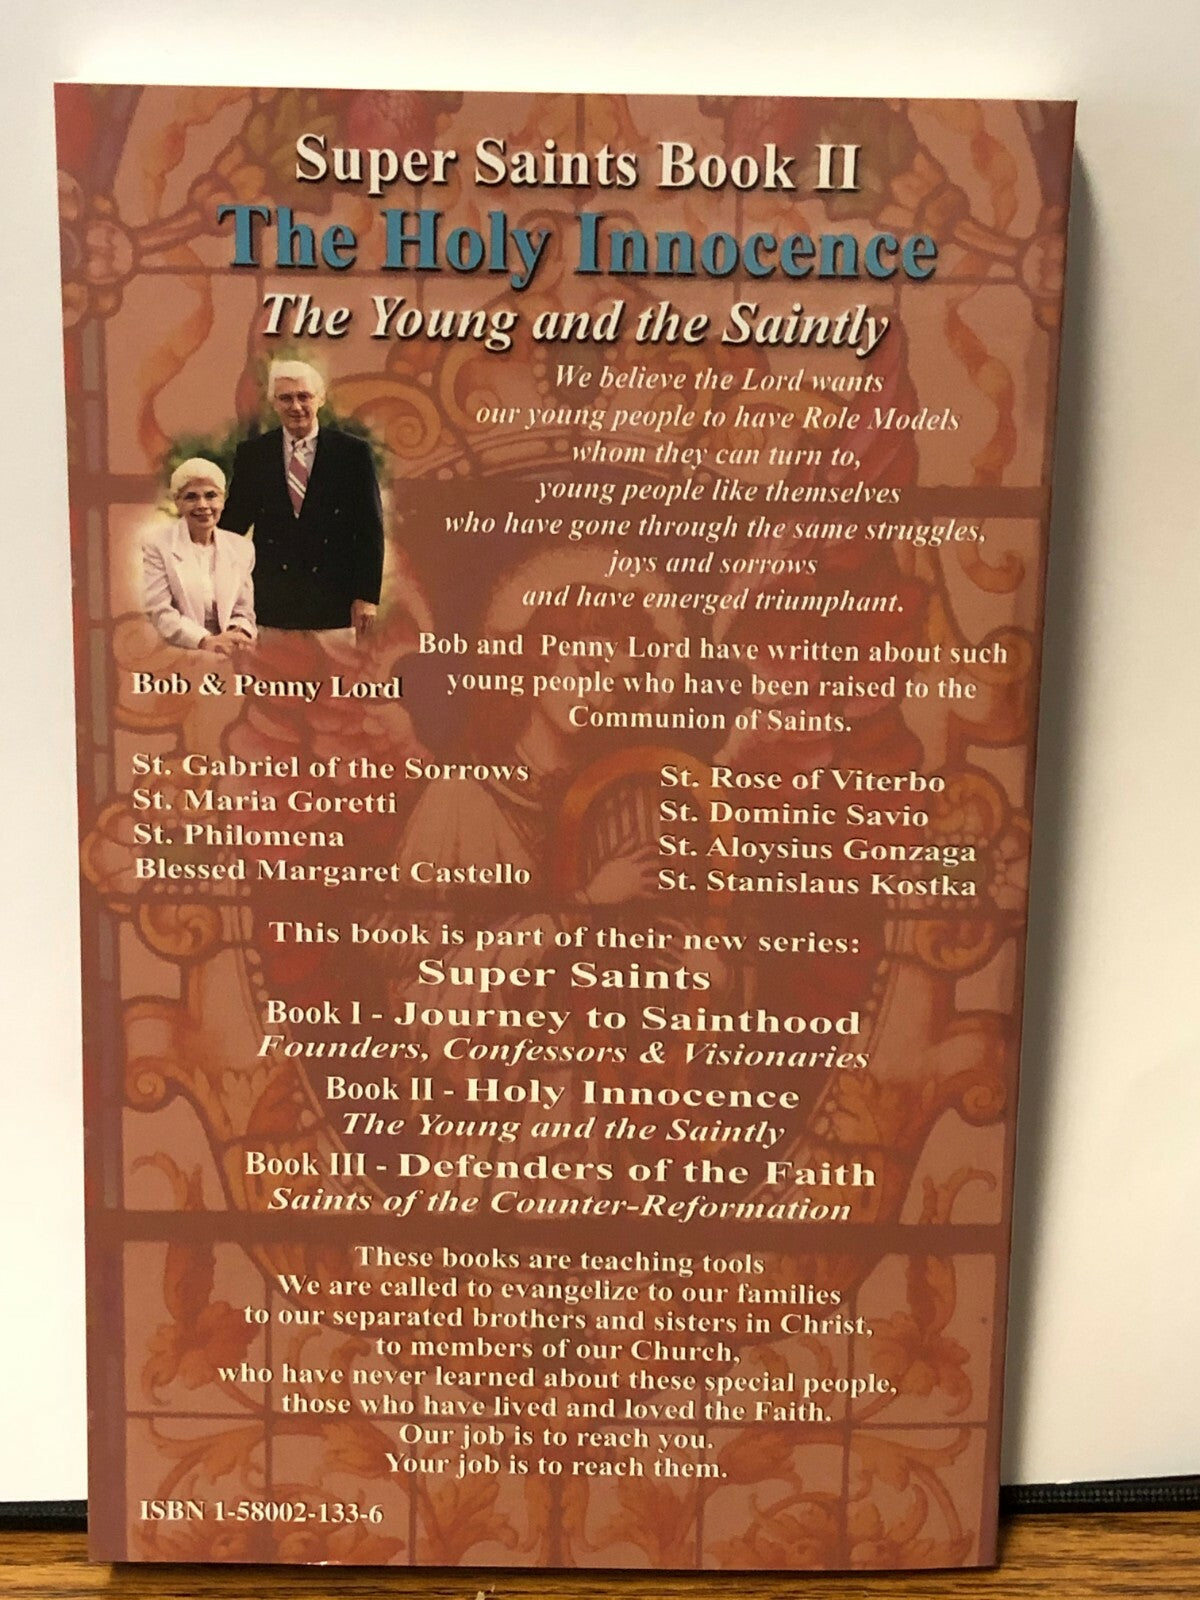 Super Saints Book II
The Holy Innocence
The Young and the Saintly
We believe the Lord wants
our young people to have Role Models
whom they can turn to,
young people like themselves
who have gone through the same struggles,
joys and sorrows
and have emerged triumphant.
Bob & Penny Lord
Bob and Penny Lord have written about such
young people who have been raised to the
Communion of Saints.
St. Gabriel of the Sorrows
St. Maria Goretti
St. Philomena
Blessed Margaret Castello
St. Rose of Viterbo
St. Dominic Savio
St. Aloysius Gonzaga
St. Stanislaus Kostka
This book is part of their new series:
Super Saints
Book I - Journey to Sainthood
Founders, Confessors & Visionaries
Book II - Holy Innocence
The Young and the Saintly
Book III - Defenders of the Faith
Saints of the Counter-Reformation
These books are teaching tools
We are called to evangelize to our families
to our separated brothers and sisters in Christ,
to members of our Church,
who have never learned about these special people,
those who have lived and loved the Faith.
Our job is to reach you.
Your job is to reach them.
ISBN 1-58002-133-6